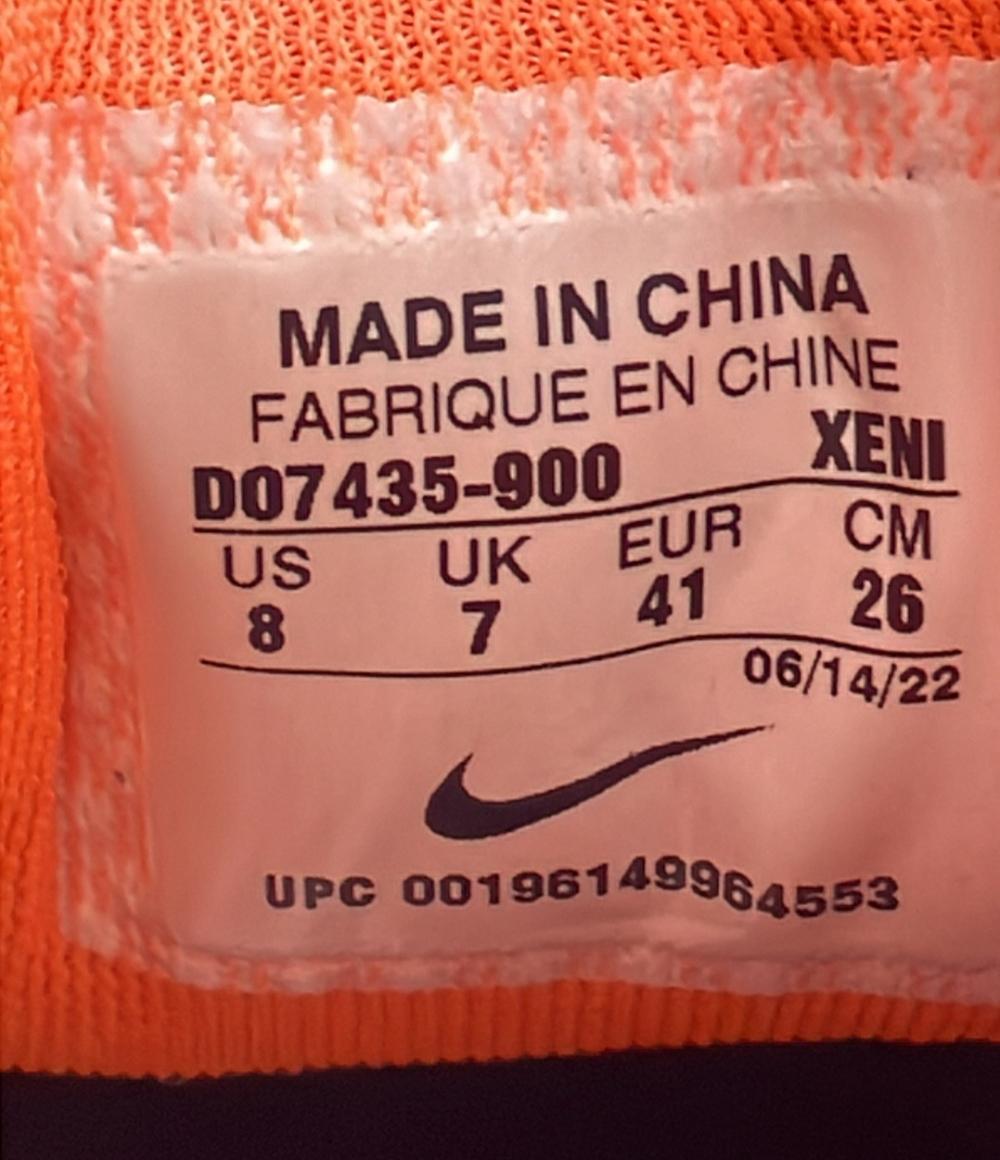 MADE IN CHINA
FABRIQUE EN CHINE
DO7435-900 XENI
US UK EUR CM
8 7 41 26
06/14/22
UPC 00196149964553